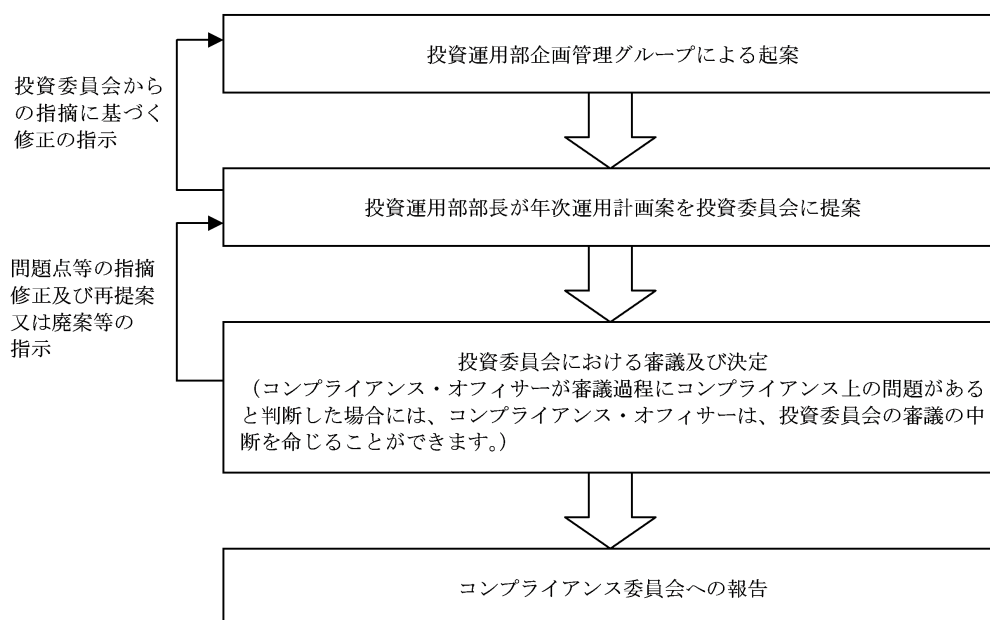 投資運用部企画管理グループによる起案
投資委員会から
の指摘に基づく
修正の指示
投資運用部部長が年次運用計画案を投資委員会に提案
問題点等の指摘
修正及び再提案
又は廃案等の
指示
投資委員会における審議及び決定
（コンプライアンス・オフィサーが審議過程にコンプライアンス上の問題がある
と判断した場合には、コンプライアンス・オフィサーは、投資委員会の審議の中
断を命じることができます。）
コンプライアンス委員会への報告